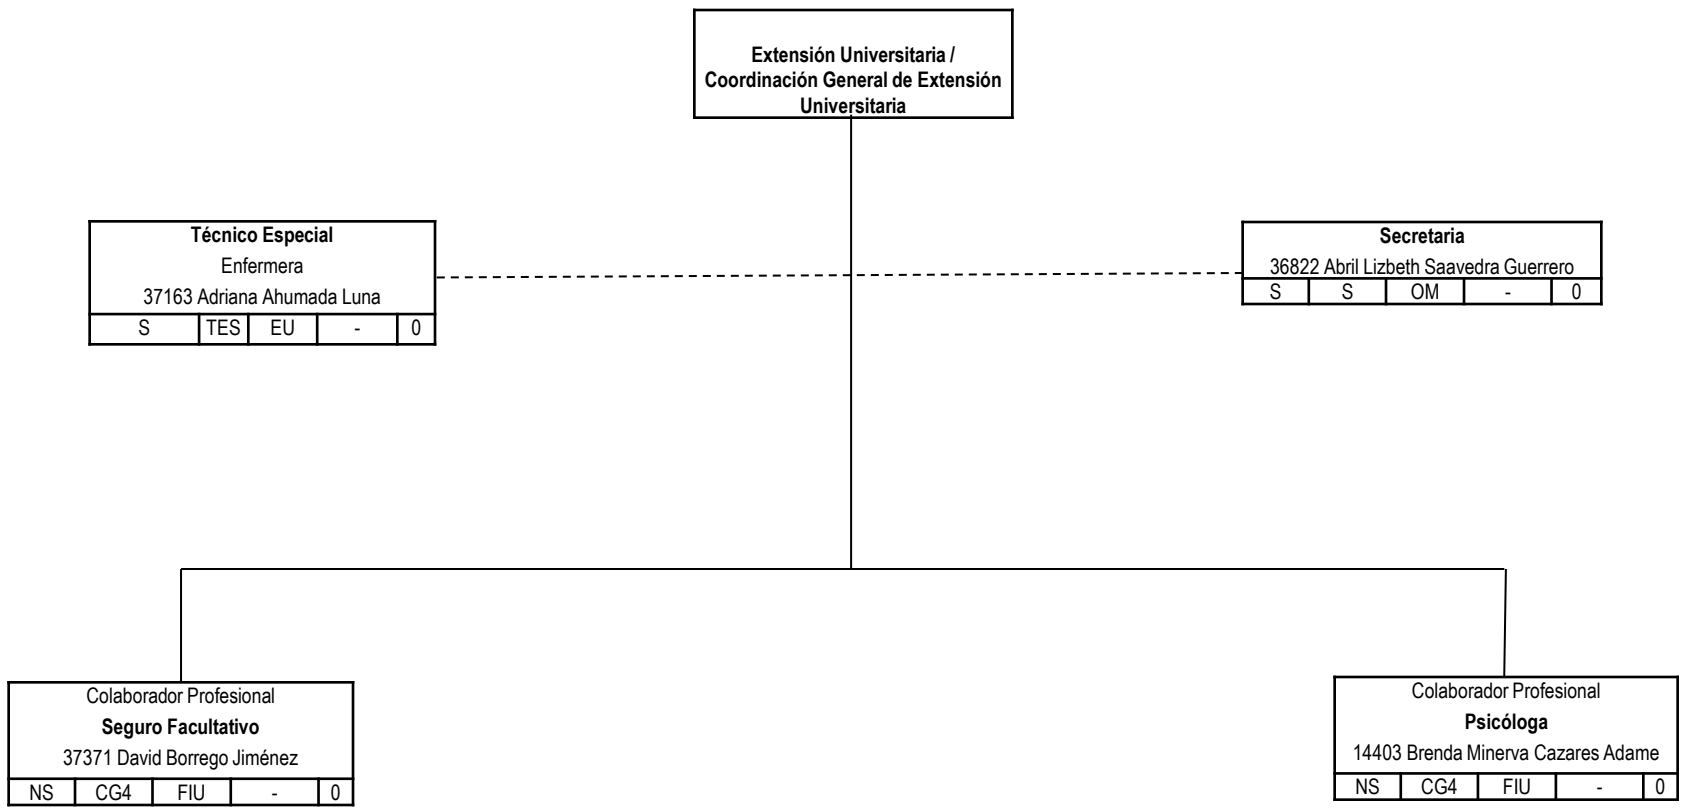 Extensión Universitaria /
Coordinación General de Extensión
Universitaria
Técnico Especial
Enfermera
37163 Adriana Ahumada Luna
S TES EU - 0
Secretaria
36822 Abril Lizbeth Saavedra Guerrero
S S OM - 0
Colaborador Profesional
Seguro Facultativo
37371 David Borrego Jiménez
NS CG4 FIU - 0
Colaborador Profesional
Psicóloga
14403 Brenda Minerva Cazares Adame
NS CG4 FIU - 0